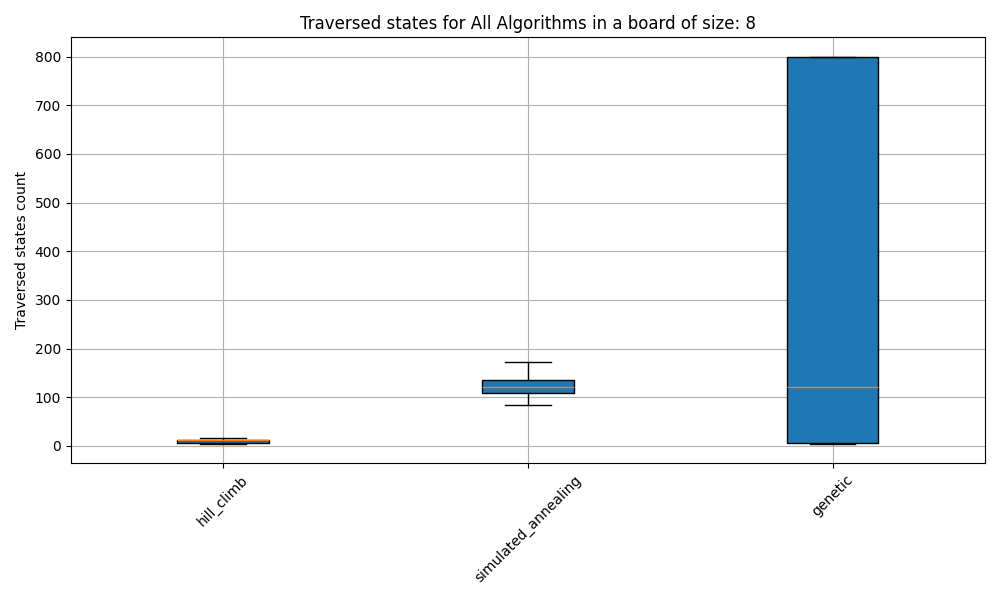 Traversed states for All Algorithms in a board of size: 8
Traversed states count
800
700
600
500
400
300
200
100
0
hill_climb
simulated_annealing
genetic